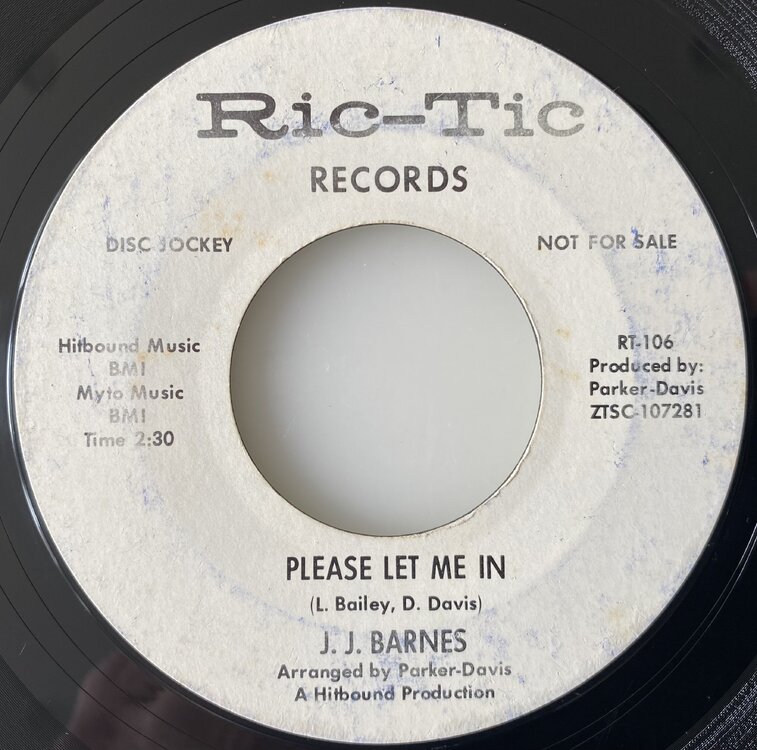 Ric-Tic
RECORDS
DISC JOCKEY
NOT FOR SALE
Hitbound Music
BMI
Myto Music
BMI
Time 2:30
RT-106
Produced by:
Parker-Davis
ZTSC-107281
PLEASE LET ME IN
(L. Bailey, D. Davis)
J. J. BARNES
Arranged by Parker-Davis
A Hitbound Production